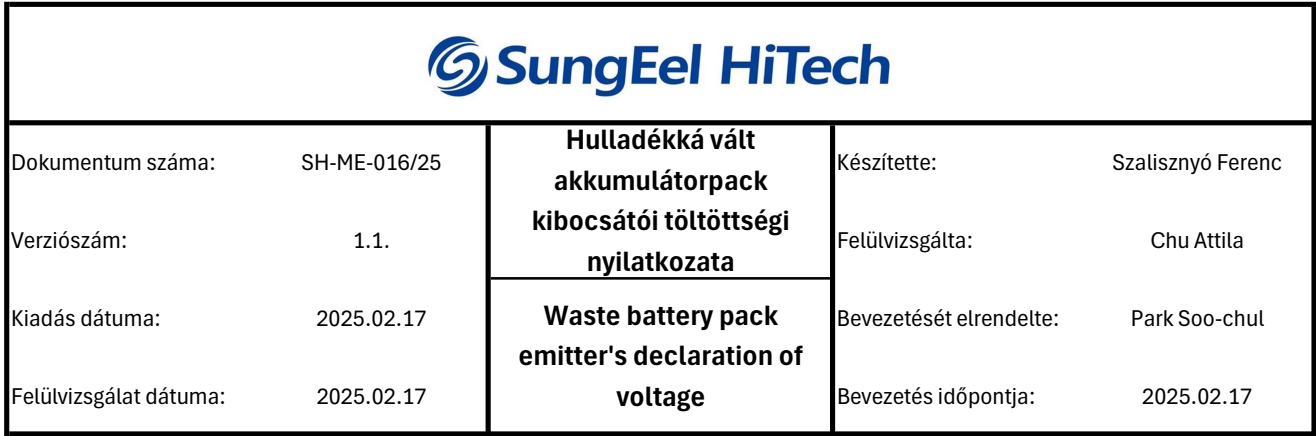 SungEel HiTech
Dokumentum száma: SH-ME-016/25
Verziószám: 1.1.
Kiadás dátuma: 2025.02.17
Felülvizsgálat dátuma: 2025.02.17
Hulladékká vált
akkumulátorpack
kibocsátói töltöttségi
nyilatkozata
Waste battery pack
emitter's declaration of
voltage
Készítette: Szalisznyó Ferenc
Felülvizsgálta: Chu Attila
Bevezetését elrendelte: Park Soo-chul
Bevezetés időpontja: 2025.02.17